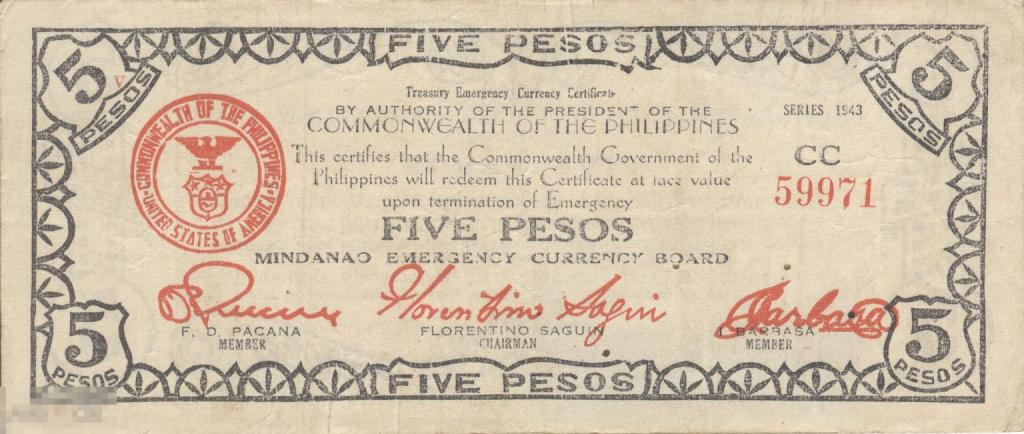 FIVE PESOS
5
V
PESOS
5
PESOS
Treasury Emergency Currency Certificate
BY AUTHORITY OF THE PRESIDENT OF THE
COMMONWEALTH OF THE PHILIPPINES
SERIES 1943
COMMONWEALTH OF THE PHILIPPINES
UNITED STATES OF AMERICA
This certifies that the Commonwealth Government of the
Philippines will redeem this Certificate at face value
upon termination of Emergency
CC
59971
FIVE PESOS
MINDANAO EMERGENCY CURRENCY BOARD
Florentino Saguin
Barbasa
F. D. PACANA
MEMBER
FLORENTINO SAGUIN
CHAIRMAN
BARBASA
MEMBER
5
PESOS
FIVE PESOS
5
PESOS